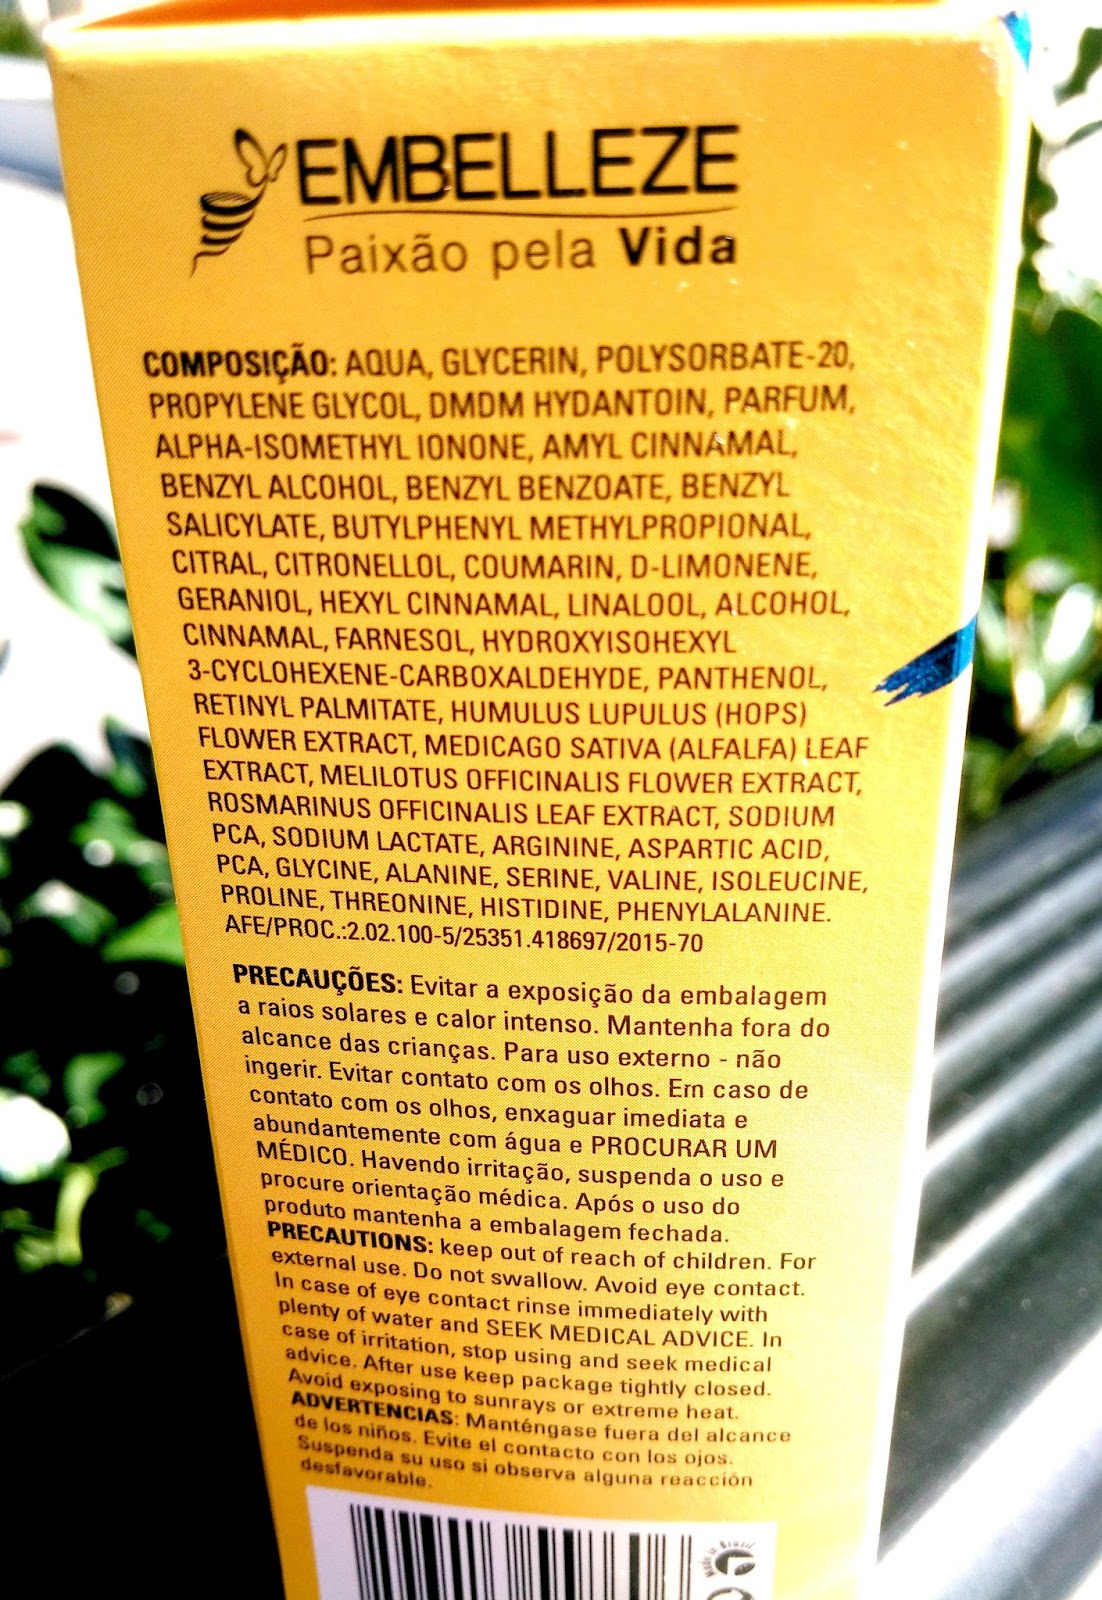 EMBELLEZE
Paixão pela Vida
COMPOSIÇÃO: AQUA, GLYCERIN, POLYSORBATE-20,
PROPYLENE GLYCOL, DMDM HYDANTOIN, PARFUM,
ALPHA-ISOMETHYL IONONE, AMYL CINNAMAL,
BENZYL ALCOHOL, BENZYL BENZOATE, BENZYL
SALICYLATE, BUTYLPHENYL METHYLPROPIONAL,
CITRAL, CITRONELLOL, COUMARIN, D-LIMONENE,
GERANIOL, HEXYL CINNAMAL, LINALOOL, ALCOHOL,
CINNAMAL, FARNESOL, HYDROXYISOHEXYL
3-CYCLOHEXENE-CARBOXALDEHYDE, PANTHENOL,
RETINYL PALMITATE, HUMULUS LUPULUS (HOPS)
FLOWER EXTRACT, MEDICAGO SATIVA (ALFALFA) LEAF
EXTRACT, MELILOTUS OFFICINALIS FLOWER EXTRACT,
ROSMARINUS OFFICINALIS LEAF EXTRACT, SODIUM
PCA, SODIUM LACTATE, ARGININE, ASPARTIC ACID,
PCA, GLYCINE, ALANINE, SERINE, VALINE, ISOLEUCINE,
PROLINE, THREONINE, HISTIDINE, PHENYLALANINE.
AFE/PROC.:2.02.100-5/25351.418697/2015-70
PRECAUÇÕES: Evitar a exposição da embalagem
a raios solares e calor intenso. Mantenha fora do
alcance das crianças. Para uso externo - não
ingerir. Evitar contato com os olhos. Em caso de
contato com os olhos, enxaguar imediata e
abundantemente com água e PROCURAR UM
MÉDICO. Havendo irritação, suspenda o uso e
procure orientação médica. Após o uso do
produto mantenha a embalagem fechada.
PRECAUTIONS: keep out of reach of children. For
external use. Do not swallow. Avoid eye contact.
In case of eye contact rinse immediately with
plenty of water and SEEK MEDICAL ADVICE. In
case of irritation, stop using and seek medical
advice. After use keep package tightly closed.
Avoid exposing to sunrays or extreme heat.
ADVERTENCIAS: Manténgase fuera del alcance
de los niños. Evite el contacto con los ojos.
Suspenda su uso si observa alguna reacción
desfavorable.
Made in Brazil